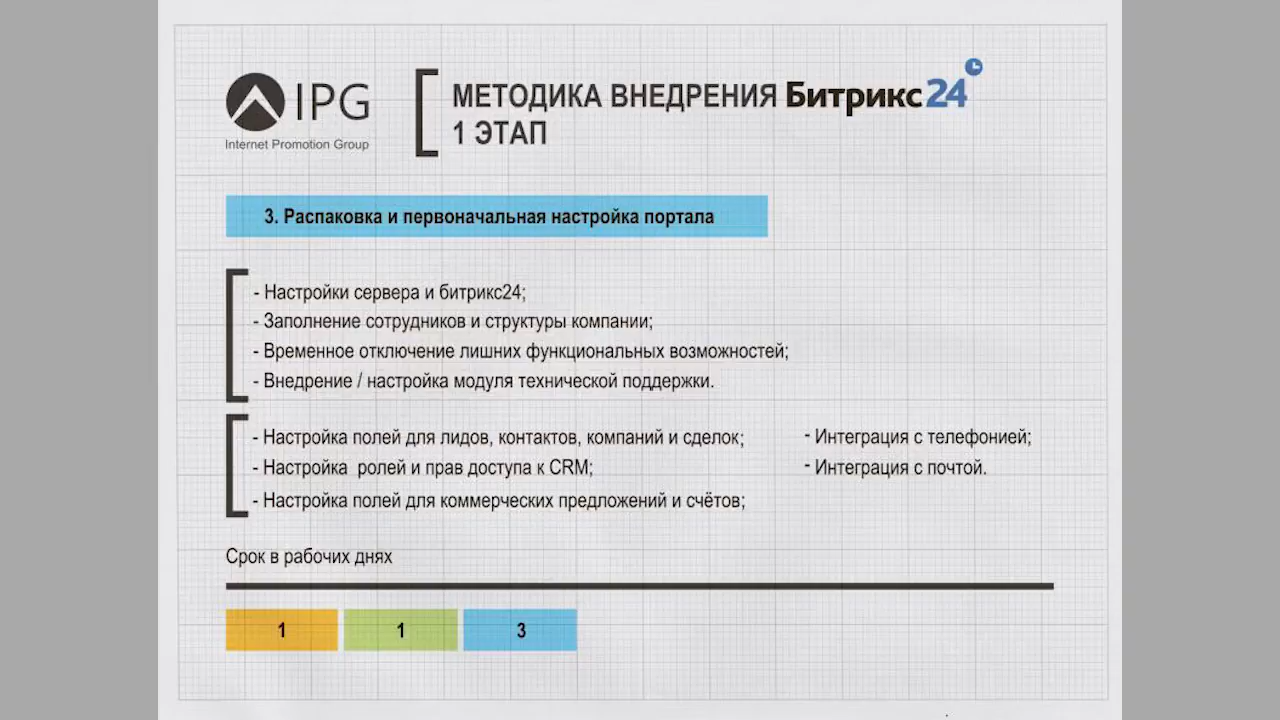 IPG
Internet Promotion Group
МЕТОДИКА ВНЕДРЕНИЯ Битрикс24
1 ЭТАП
3. Распаковка и первоначальная настройка портала
- Настройки сервера и битрикс24;
- Заполнение сотрудников и структуры компании;
- Временное отключение лишних функциональных возможностей;
- Внедрение / настройка модуля технической поддержки.
- Настройка полей для лидов, контактов, компаний и сделок;
- Настройка ролей и прав доступа к CRM;
- Настройка полей для коммерческих предложений и счётов;
- Интеграция с телефонией;
- Интеграция с почтой.
Срок в рабочих днях
1 1 3